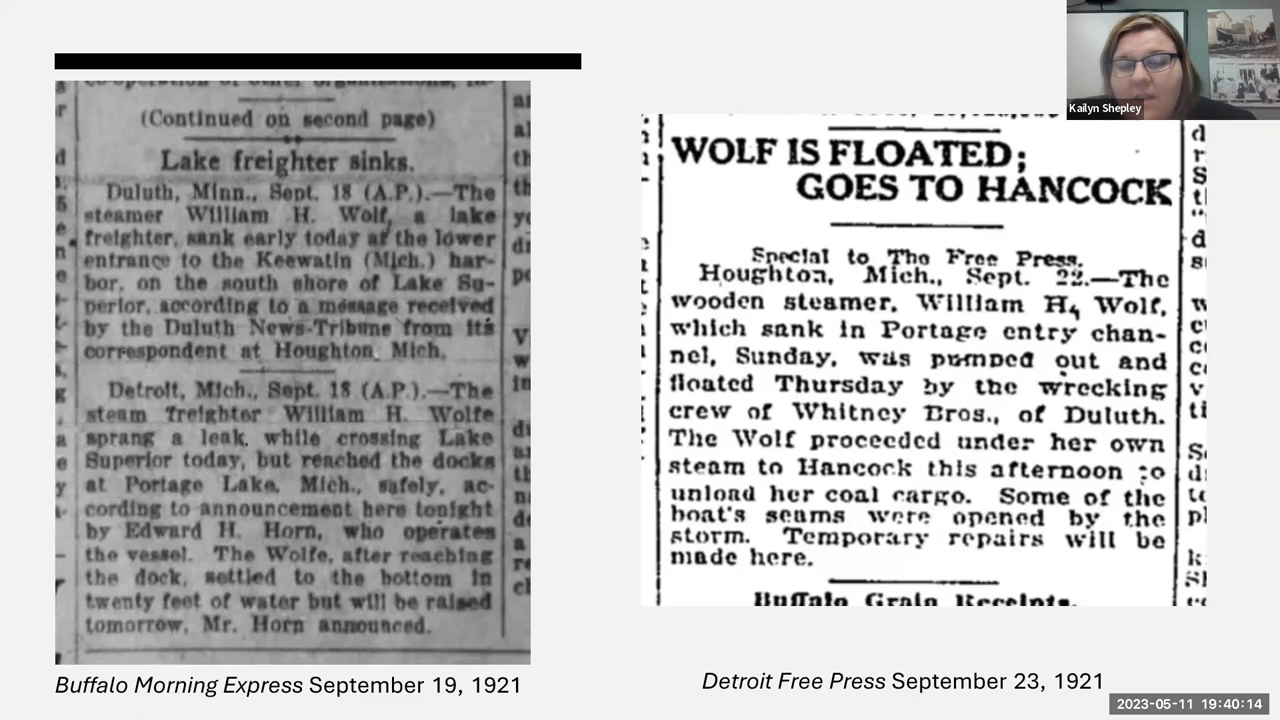 (Continued on second page)
Lake freighter sinks.
Duluth, Minn., Sept. 18 (A.P.).—The
steamer William H. Wolf, a lake
freighter, sank early today at the lower
entrance to the Keewatin (Mich.) har-
bor, on the south shore of Lake Su-
perior, according to a message received
by the Duluth News-Tribune from its
correspondent at Houghton, Mich.
Detroit, Mich., Sept. 18 (A.P.).—The
steam freighter William H. Wolfe
sprang a leak, while crossing Lake
Superior today, but reached the docks
at Portage Lake, Mich., safely, ac-
cording to announcement here tonight
by Edward H. Horn, who operates
the vessel. The Wolfe, after reaching
the dock, settled to the bottom in
twenty feet of water but will be raised
tomorrow, Mr. Horn announced.
Buffalo Morning Express September 19, 1921
WOLF IS FLOATED;
GOES TO HANCOCK
Special to The Free Press.
Houghton, Mich., Sept. 22.—The
wooden steamer, William H. Wolf,
which sank in Portage entry chan-
nel, Sunday, was pumped out and
floated Thursday by the wrecking
crew of Whitney Bros., of Duluth.
The Wolf proceeded under her own
steam to Hancock this afternoon to
unload her coal cargo. Some of the
boat's seams were opened by the
storm. Temporary repairs will be
made here.
Buffalo Grain Receipts.
Detroit Free Press September 23, 1921
Kailyn Shepley
2023-05-11 19:40:14